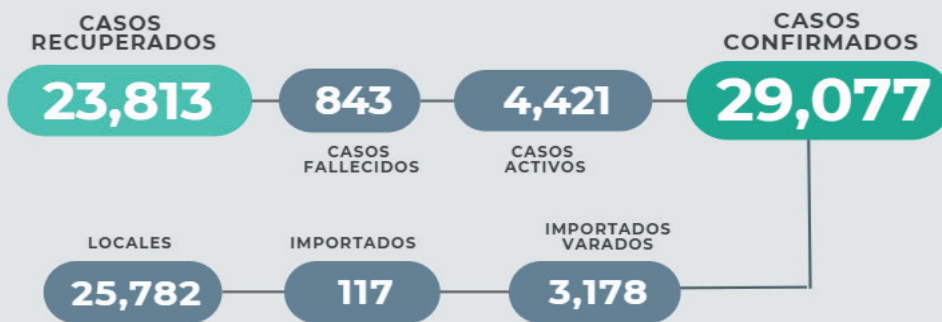 CASOS
RECUPERADOS
23,813
843
CASOS
FALLECIDOS
4,421
CASOS
ACTIVOS
CASOS
CONFIRMADOS
29,077
LOCALES
25,782
IMPORTADOS
117
IMPORTADOS
VARADOS
3,178